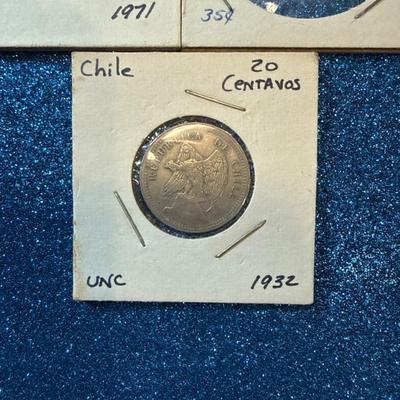 1971
35¢
Chile
20
CENTAVOS
REPUBLICA DE CHILE
UNC
1932